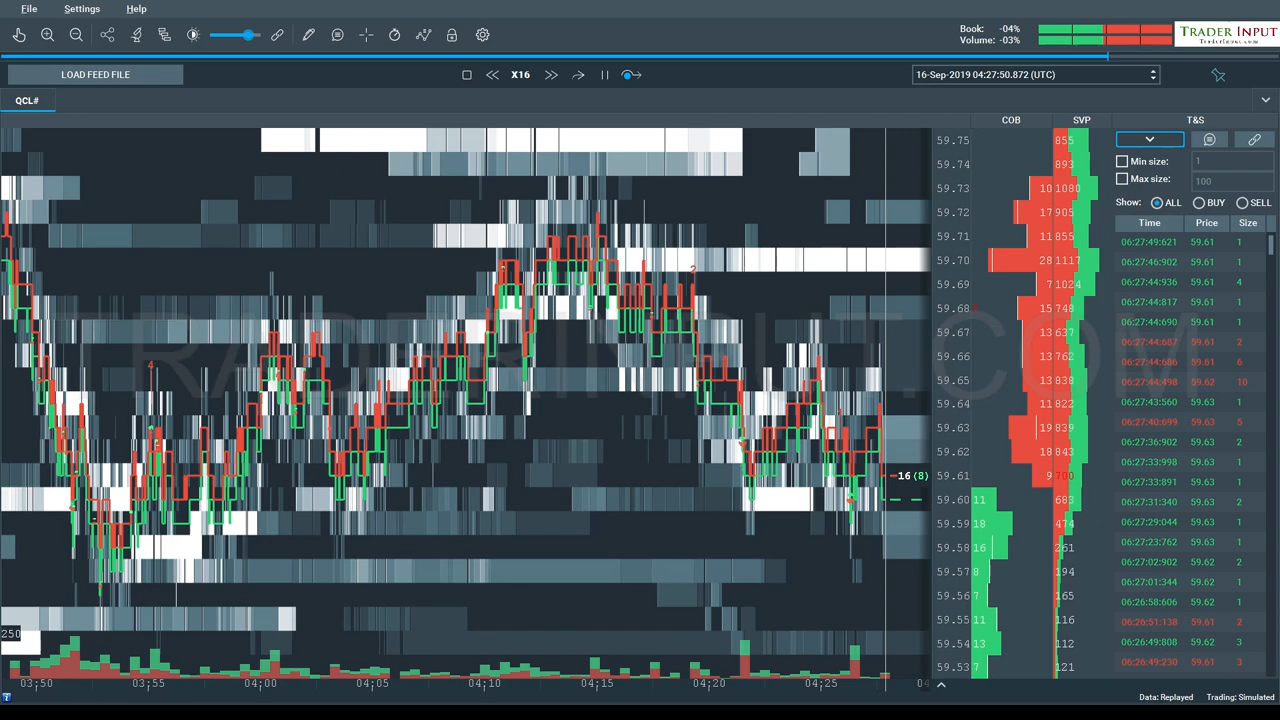 File Settings Help
Book: -04%
Volume: -03%
TRADER INPUT
TraderInput.com
LOAD FEED FILE
X16
16-Sep-2019 04:27:50.872 (UTC)
QCL#
COB SVP T&S
59.75 855
59.74 893
59.73 10 1080
59.72 17 905
59.71 11 855
59.70 28 1117
59.69 7 1024
59.68 15 748
59.67 13 637
59.66 13 762
59.65 13 838
59.64 11 822
59.63 19 839
59.62 18 843
59.61 9 700
59.60 11 683
59.59 18 474
59.58 16 261
59.57 8 194
59.56 7 165
59.55 11 116
59.54 13 112
59.53 7 121
Min size: 1
Max size: 100
Show: ALL BUY SELL
Time Price Size
06:27:49:621 59.61 1
06:27:46:902 59.61 1
06:27:44:936 59.61 4
06:27:44:817 59.61 1
06:27:44:690 59.61 1
06:27:44:687 59.61 2
06:27:44:686 59.61 6
06:27:44:498 59.62 10
06:27:43:560 59.63 1
06:27:40:699 59.63 5
06:27:36:902 59.63 2
06:27:33:998 59.63 1
06:27:33:891 59.63 1
06:27:31:340 59.63 2
06:27:29:044 59.63 1
06:27:23:762 59.63 1
06:27:02:902 59.62 2
06:27:01:344 59.62 1
06:26:58:606 59.62 1
06:26:51:138 59.61 2
06:26:49:808 59.62 3
06:26:49:230 59.61 3
TRADERINPUT.COM
2
4
16 (8)
250
03:50 03:55 04:00 04:05 04:10 04:15 04:20 04:25
Data: Replayed Trading: Simulated